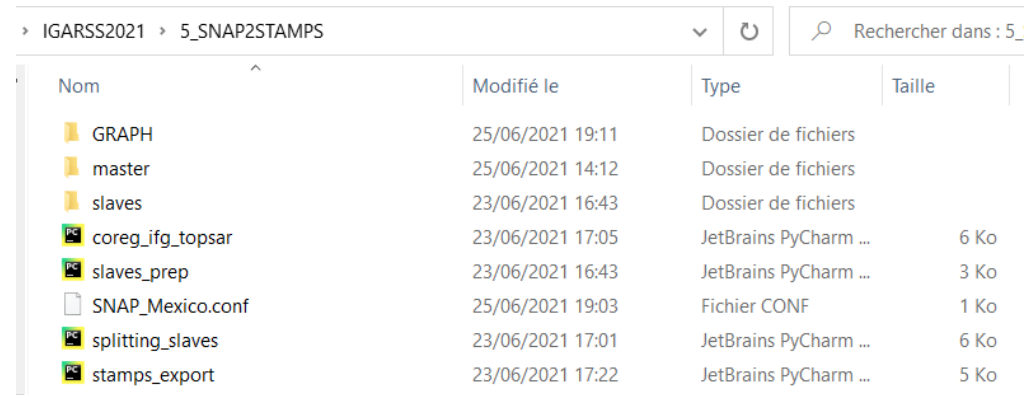 IGARSS2021 > 5_SNAP2STAMPS Rechercher dans : 5_
Nom Modifié le Type Taille
GRAPH 25/06/2021 19:11 Dossier de fichiers
master 25/06/2021 14:12 Dossier de fichiers
slaves 23/06/2021 16:43 Dossier de fichiers
coreg_ifg_topsar 23/06/2021 17:05 JetBrains PyCharm ... 6 Ko
slaves_prep 23/06/2021 16:43 JetBrains PyCharm ... 3 Ko
SNAP_Mexico.conf 25/06/2021 19:03 Fichier CONF 1 Ko
splitting_slaves 23/06/2021 17:01 JetBrains PyCharm ... 6 Ko
stamps_export 23/06/2021 17:22 JetBrains PyCharm ... 5 Ko